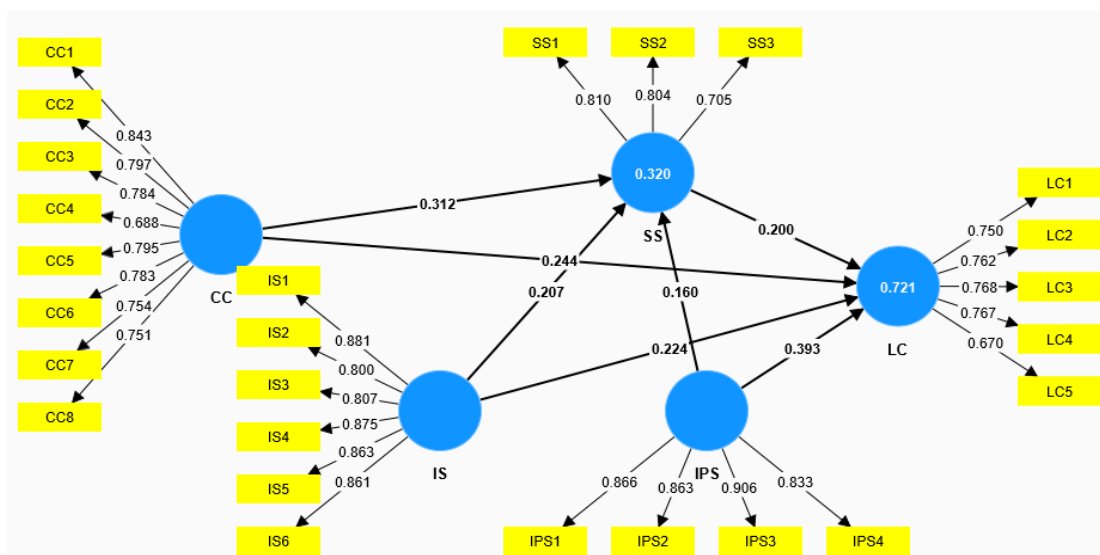 CC1
CC2
CC3
CC4
CC5
CC6
CC7
CC8
0.843
0.797
0.784
0.688
0.795
0.783
0.754
0.751
CC
SS1
SS2
SS3
0.810
0.804
0.705
0.320
SS
0.312
0.244
0.207
0.160
0.200
0.224
0.393
IS1
IS2
IS3
IS4
IS5
IS6
0.881
0.800
0.807
0.875
0.863
0.861
IS
IPS
0.866
0.863
0.906
0.833
IPS1
IPS2
IPS3
IPS4
0.721
LC
0.750
0.762
0.768
0.767
0.670
LC1
LC2
LC3
LC4
LC5